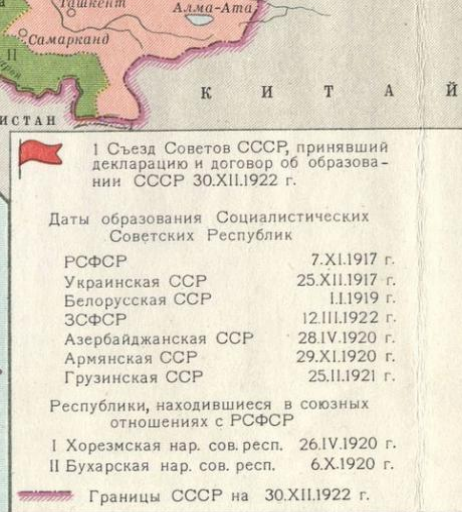 Ташкент
Алма-Ата
II
Самарканд
КИТАЙ
ИСТАН
I Съезд Советов СССР, принявший
декларацию и договор об образова-
нии СССР 30.XII.1922 г.
Даты образования Социалистических
Советских Республик
РСФСР 7.XI.1917 г.
Украинская ССР 25.XII.1917 г.
Белорусская ССР 1.I.1919 г.
ЗСФСР 12.III.1922 г.
Азербайджанская ССР 28.IV.1920 г.
Армянская ССР 29.XI.1920 г.
Грузинская ССР 25.II.1921 г.
Республики, находившиеся в союзных
отношениях с РСФСР
I Хорезмская нар. сов. респ. 26.IV.1920 г.
II Бухарская нар. сов. респ. 6.X.1920 г.
Границы СССР на 30.XII.1922 г.